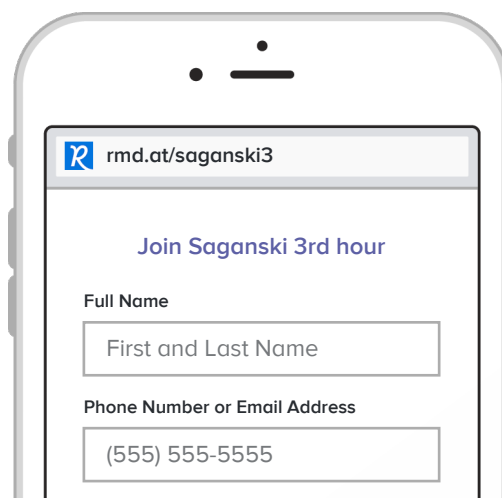 rmd.at/saganski3
Join Saganski 3rd hour
Full Name
First and Last Name
Phone Number or Email Address
(555) 555-5555